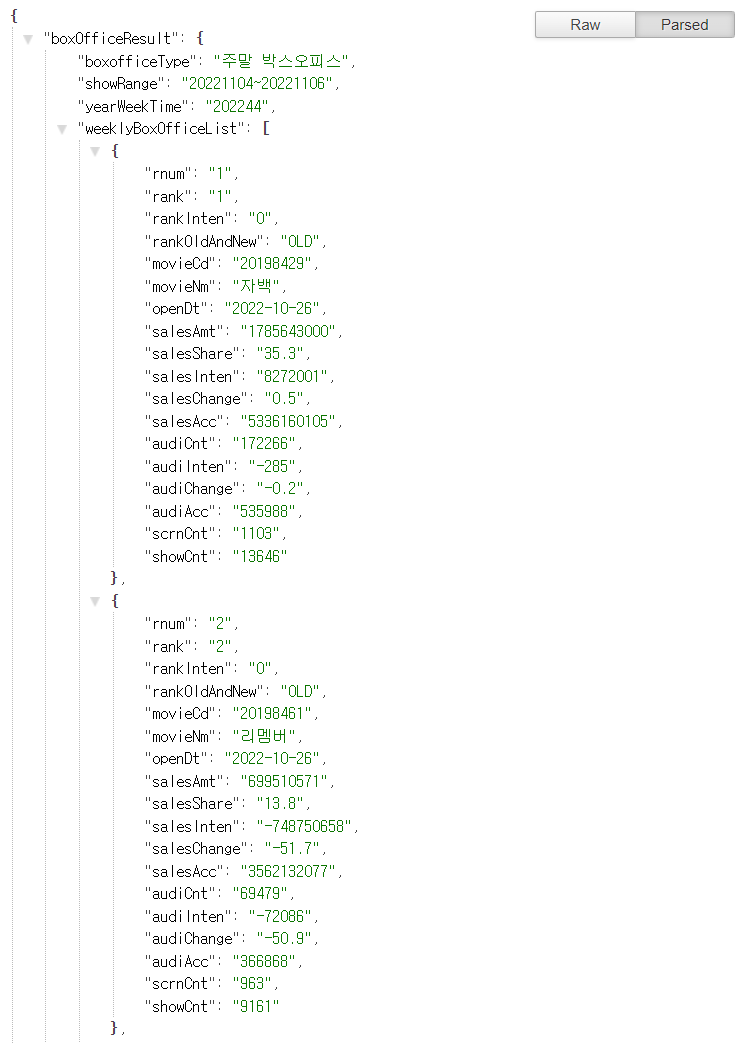 {
Raw Parsed
"boxOfficeResult": {
"boxofficeType": "주말 박스오피스",
"showRange": "20221104~20221106",
"yearWeekTime": "202244",
"weeklyBoxOfficeList": [
{
"rnum": "1",
"rank": "1",
"rankInten": "0",
"rankOldAndNew": "OLD",
"movieCd": "20198429",
"movieNm": "자백",
"openDt": "2022-10-26",
"salesAmt": "1785643000",
"salesShare": "35.3",
"salesInten": "8272001",
"salesChange": "0.5",
"salesAcc": "5336160105",
"audiCnt": "172266",
"audiInten": "-285",
"audiChange": "-0.2",
"audiAcc": "535988",
"scrnCnt": "1103",
"showCnt": "13646"
},
{
"rnum": "2",
"rank": "2",
"rankInten": "0",
"rankOldAndNew": "OLD",
"movieCd": "20198461",
"movieNm": "리멤버",
"openDt": "2022-10-26",
"salesAmt": "699510571",
"salesShare": "13.8",
"salesInten": "-748750658",
"salesChange": "-51.7",
"salesAcc": "3562132077",
"audiCnt": "69479",
"audiInten": "-72086",
"audiChange": "-50.9",
"audiAcc": "366868",
"scrnCnt": "963",
"showCnt": "9161"
},